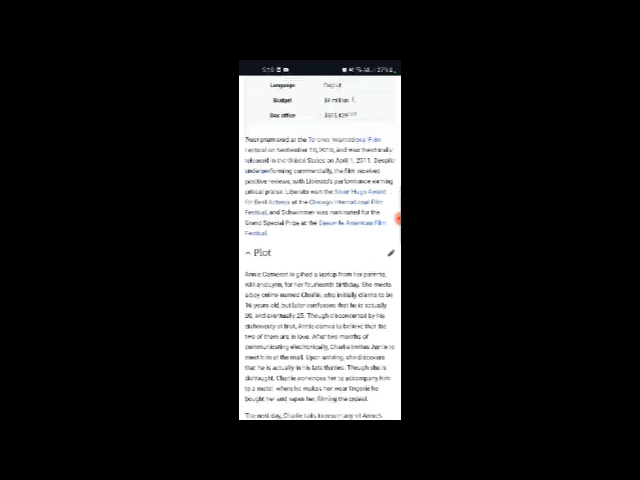 Language English
Budget $4 million
Box office
Trust premiered at the Toronto International Film
Festival on September 10, 2010, and was theatrically
released in the United States on April 1, 2011. Despite
underperforming commercially, the film received
positive reviews, with Liberato's performance earning
critical praise. Liberato won the Silver Hugo Award
for Best Actress at the Chicago International Film
Festival, and Schwimmer was nominated for the
Grand Special Prize at the Deauville American Film
Festival.
Plot
Annie Cameron is gifted a laptop from her parents,
Will and Lynn, for her fourteenth birthday. She meets
a boy online named Charlie, who initially claims to be
16 years old, but later confesses that he is actually
20, and eventually 25. Though disconcerted by his
dishonesty at first, Annie comes to believe that the
two of them are in love. After two months of
communicating electronically, Charlie invites Annie to
meet him at the mall. Upon arriving, she discovers
that he is actually in his late thirties. Though she is
distraught, Charlie convinces her to accompany him
to a motel, where he makes her wear lingerie he
bought her and rapes her, filming the ordeal.
The next day, Charlie fails to return any of Annie's